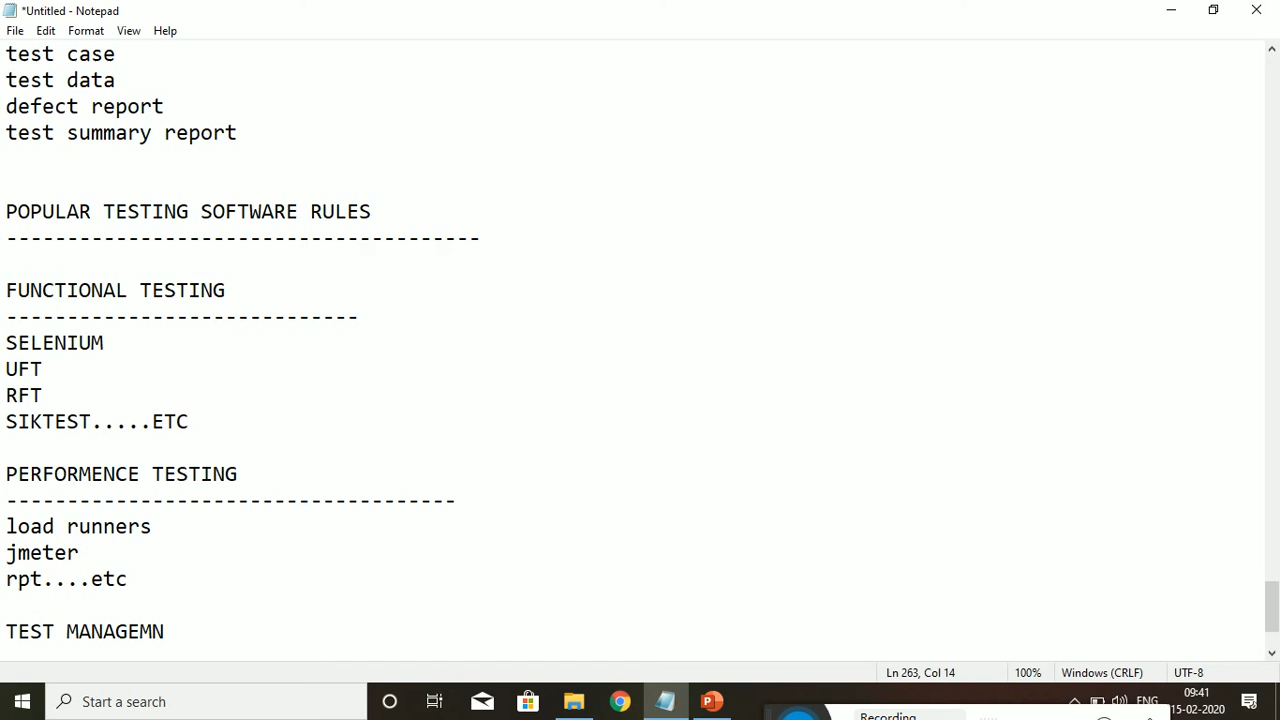 *Untitled - Notepad
File Edit Format View Help
test case
test data
defect report
test summary report
POPULAR TESTING SOFTWARE RULES
---------------------------------------
FUNCTIONAL TESTING
-----------------------------
SELENIUM
UFT
RFT
SIKTEST.....ETC
PERFORMENCE TESTING
-------------------------------------
load runners
jmeter
rpt....etc
TEST MANAGEMN
Ln 263, Col 14 100% Windows (CRLF) UTF-8
Start a search
ENG
09:41
15-02-2020
Recording